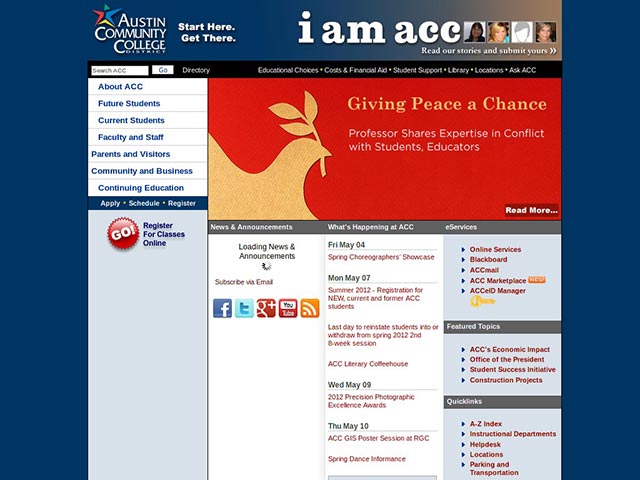 AUSTIN
COMMUNITY
COLLEGE
DISTRICT
Start Here.
Get There.
i am acc
Read our stories and submit yours »
Search ACC
Go
Directory
Educational Choices • Costs & Financial Aid • Student Support • Library • Locations • Ask ACC
About ACC
Future Students
Current Students
Faculty and Staff
Parents and Visitors
Community and Business
Continuing Education
Apply • Schedule • Register
GO!
Register
For Classes
Online
Giving Peace a Chance
Professor Shares Expertise in Conflict
with Students, Educators
Read More...
News & Announcements
Loading News &
Announcements
Subscribe via Email
You
Tube
What's Happening at ACC
Fri May 04
Spring Choreographers' Showcase
Mon May 07
Summer 2012 - Registration for
NEW, current and former ACC
students
Last day to reinstate students into or
withdraw from spring 2012 2nd
8-week session
ACC Literary Coffeehouse
Wed May 09
2012 Precision Photographic
Excellence Awards
Thu May 10
ACC GIS Poster Session at RGC
Spring Dance Informance
eServices
Online Services
Blackboard
ACCmail
ACC Marketplace NEW!
ACCeID Manager
Featured Topics
ACC's Economic Impact
Office of the President
Student Success Initiative
Construction Projects
Quicklinks
A-Z Index
Instructional Departments
Helpdesk
Locations
Parking and
Transportation